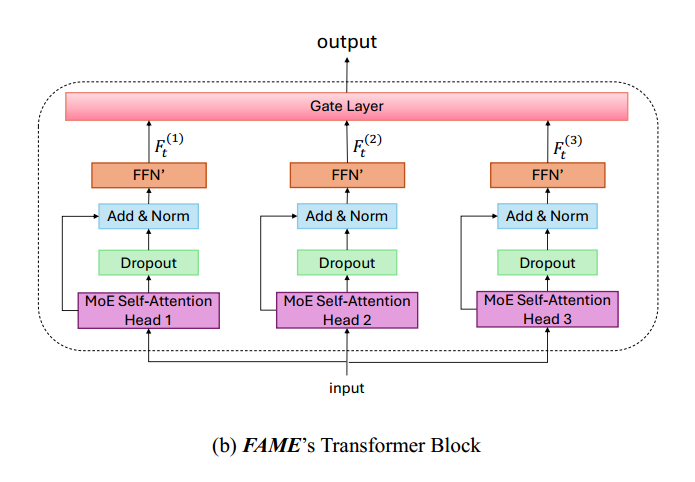 output
Gate Layer
F_t^{(1)} F_t^{(2)} F_t^{(3)}
FFN' FFN' FFN'
Add & Norm Add & Norm Add & Norm
Dropout Dropout Dropout
MoE Self-Attention Head 1 MoE Self-Attention Head 2 MoE Self-Attention Head 3
input
(b) FAME's Transformer Block